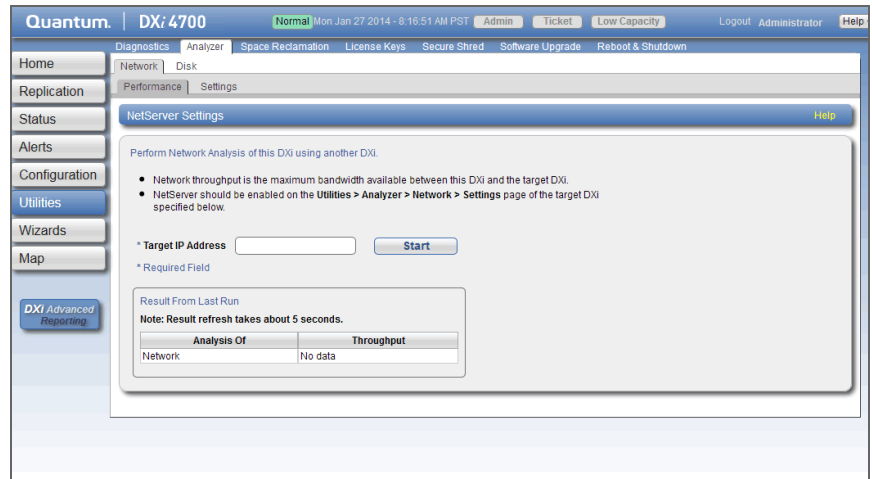 Quantum. DXi 4700 Normal Mon Jan 27 2014 - 8:16:51 AM PST Admin Ticket Low Capacity Logout Administrator Help
Diagnostics Analyzer Space Reclamation License Keys Secure Shred Software Upgrade Reboot & Shutdown
Home
Replication
Status
Alerts
Configuration
Utilities
Wizards
Map
DXi Advanced
Reporting
Network Disk
Performance Settings
NetServer Settings Help
Perform Network Analysis of this DXi using another DXi.
• Network throughput is the maximum bandwidth available between this DXi and the target DXi.
• NetServer should be enabled on the Utilities > Analyzer > Network > Settings page of the target DXi
specified below.
* Target IP Address Start
* Required Field
Result From Last Run
Note: Result refresh takes about 5 seconds.
Analysis Of Throughput
Network No data